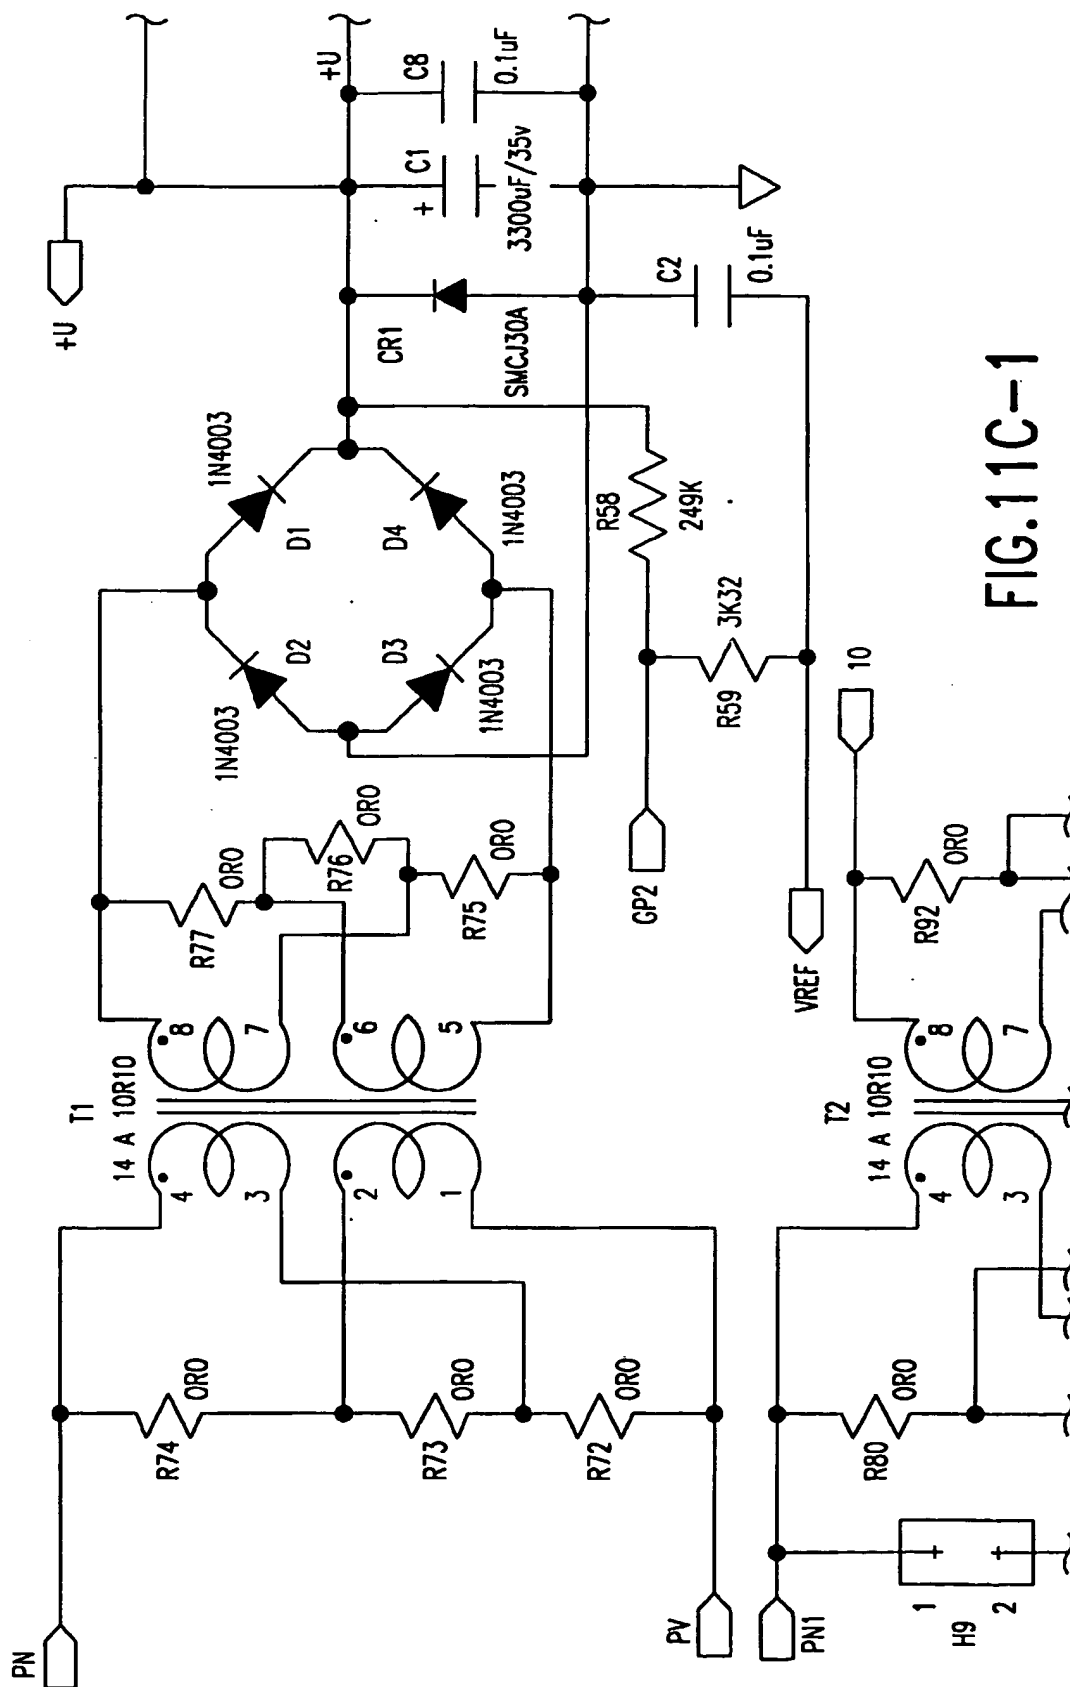 +U
+U
C8
0.1uF
C1
+
3300uF/35v
CR1
SMCJ30A
C2
0.1uF
1N4003
D1
D4
1N4003
D2
1N4003
D3
1N4003
R58
249K
R59
3K32
GP2
VREF
R77
0R0
R76
0R0
R75
0R0
T1
14 A 10R10
8
7
6
5
4
3
2
1
R74
0R0
R73
0R0
R72
0R0
PN
PV
PN1
10
R92
0R0
T2
14 A 10R10
8
7
4
3
R80
0R0
1
2
+
+
H9
FIG.11C-1